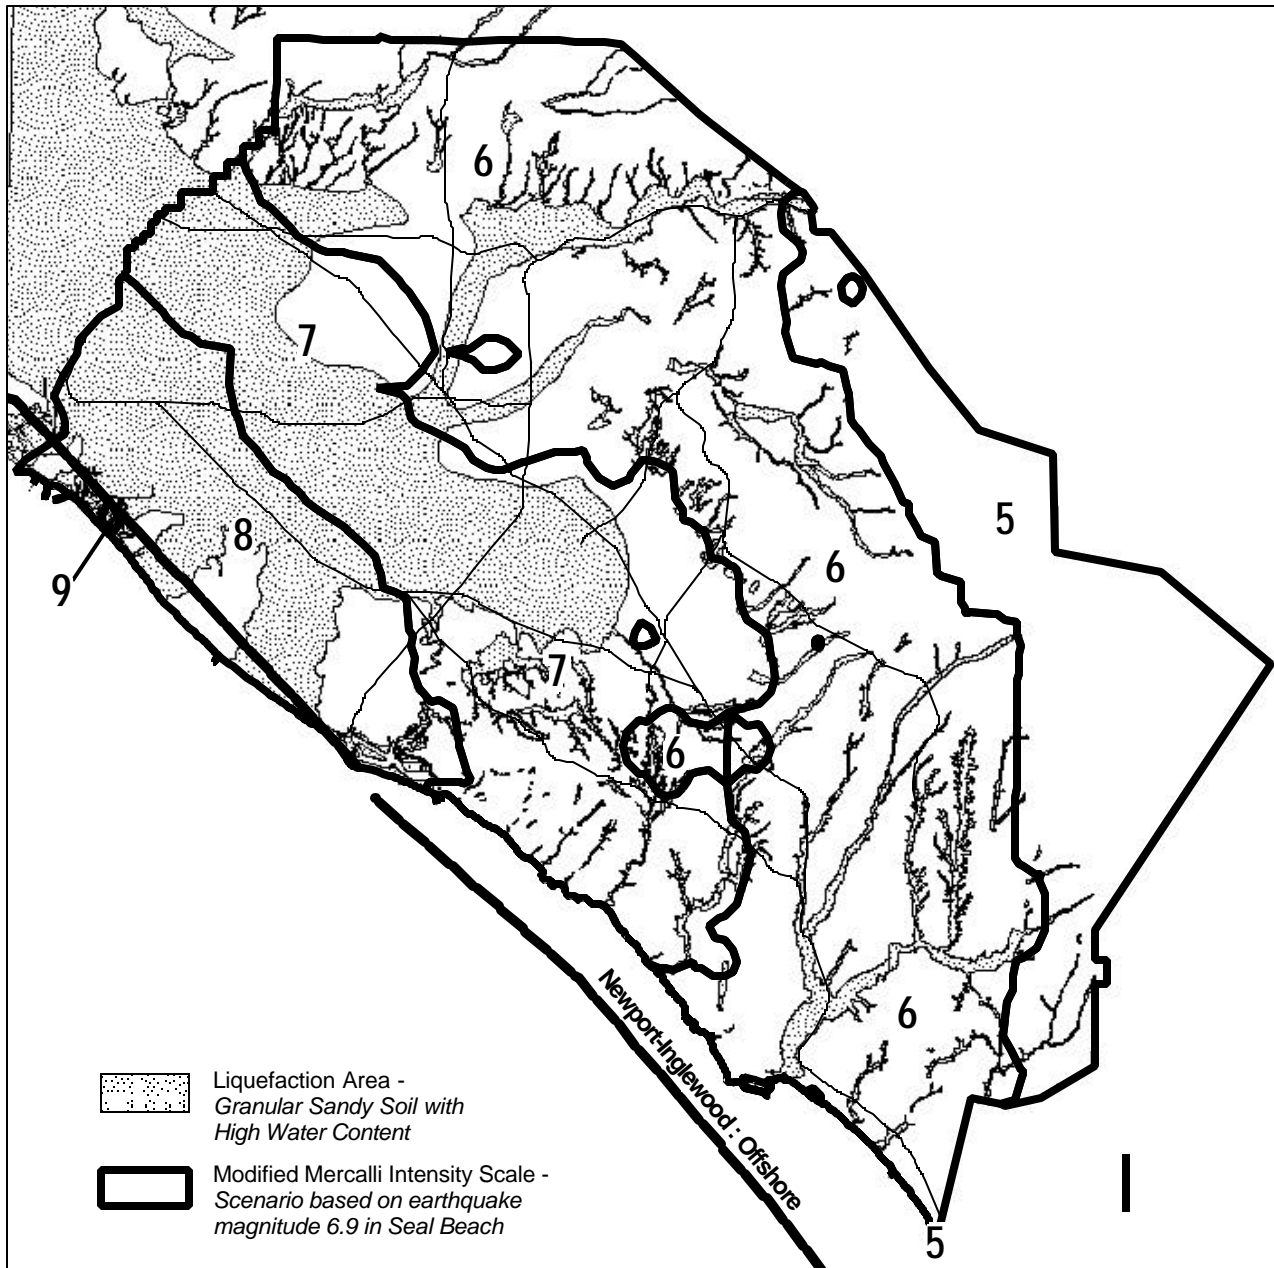 6
7
5
8
6
9
7
6
6
Newport-Inglewood : Offshore
Liquefaction Area -
Granular Sandy Soil with
High Water Content
Modified Mercalli Intensity Scale -
Scenario based on earthquake
magnitude 6.9 in Seal Beach
5